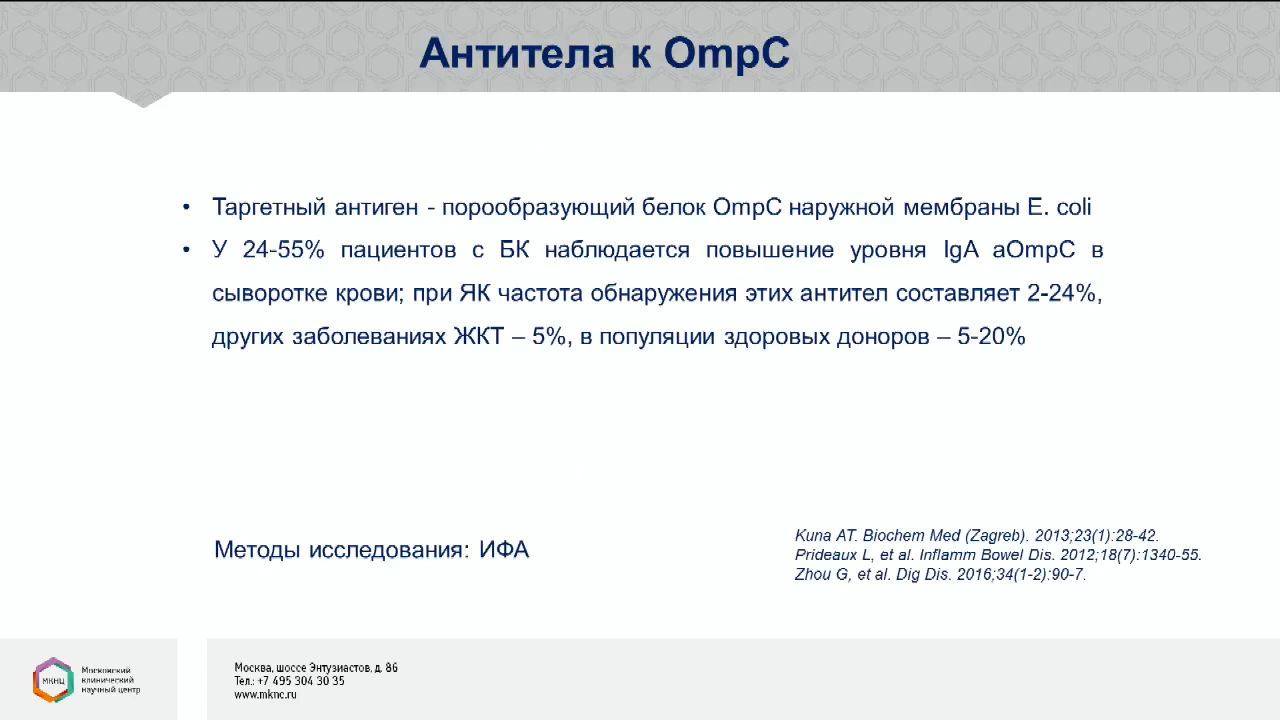 Антитела к OmpC
• Таргетный антиген - порообразующий белок OmpC наружной мембраны E. coli
• У 24-55% пациентов с БК наблюдается повышение уровня IgA aOmpC в
сыворотке крови; при ЯК частота обнаружения этих антител составляет 2-24%,
других заболеваниях ЖКТ – 5%, в популяции здоровых доноров – 5-20%
Методы исследования: ИФА
Kuna AT. Biochem Med (Zagreb). 2013;23(1):28-42.
Prideaux L, et al. Inflamm Bowel Dis. 2012;18(7):1340-55.
Zhou G, et al. Dig Dis. 2016;34(1-2):90-7.
МКНЦ
Московский
клинический
научный центр
Москва, шоссе Энтузиастов, д. 86
Тел.: +7 495 304 30 35
www.mknc.ru